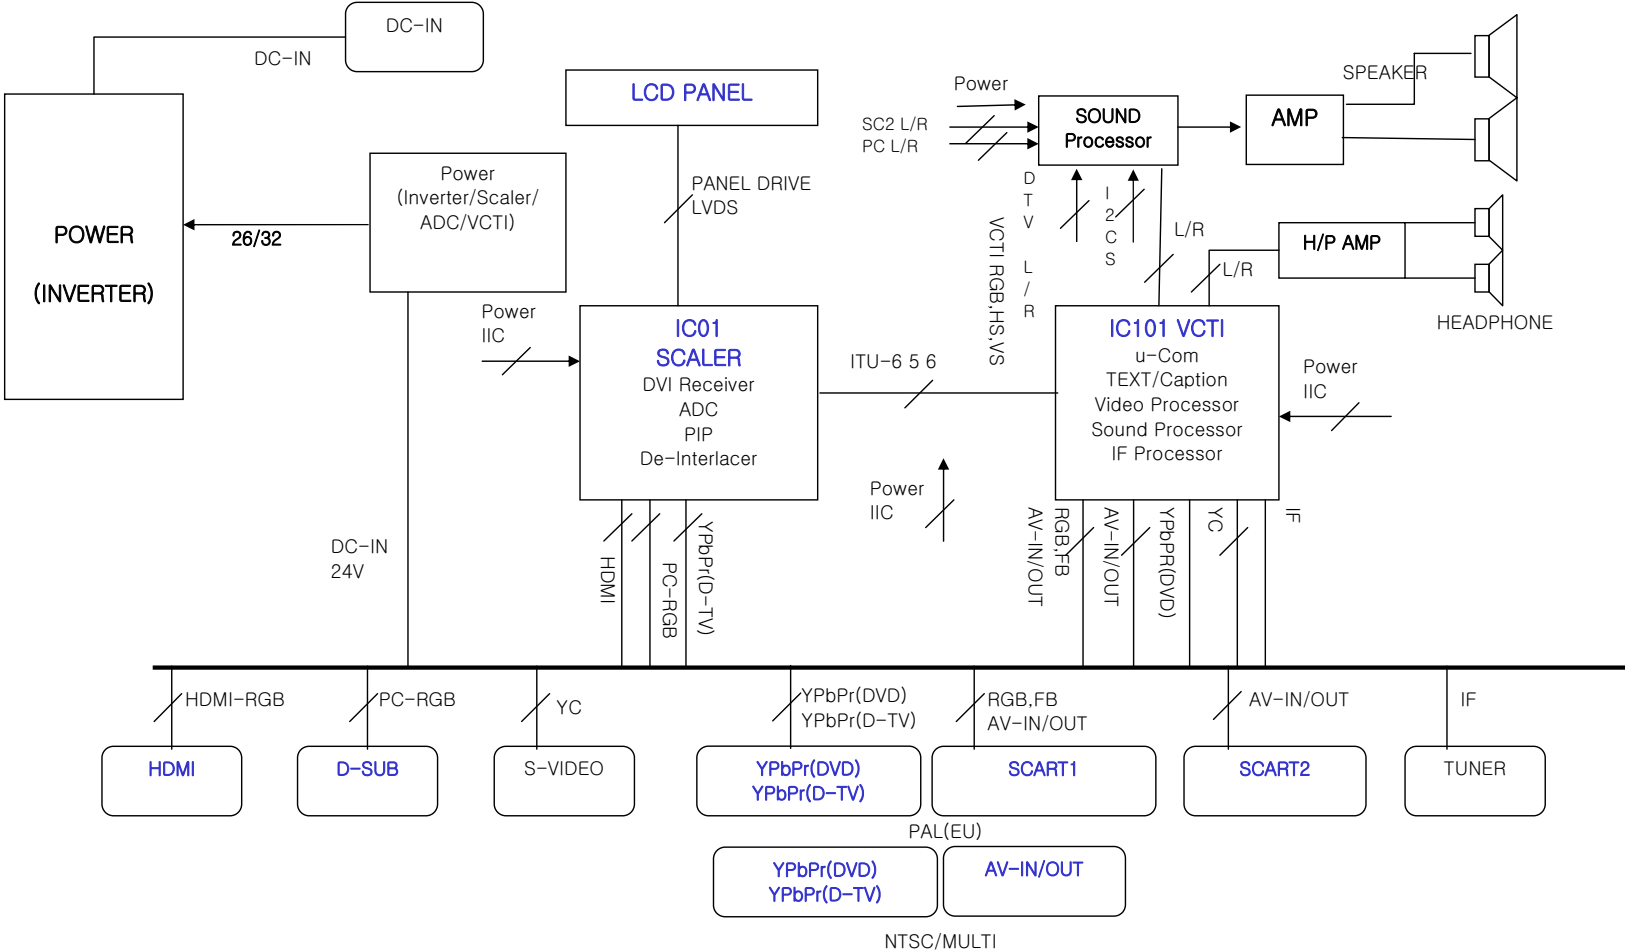 DC-IN
DC-IN
POWER
(INVERTER)
26/32
Power
(Inverter/Scaler/
ADC/VCTI)
LCD PANEL
PANEL DRIVE
LVDS
Power
SC2 L/R
PC L/R
SOUND
Processor
AMP
SPEAKER
DTV L/R
I2CS
VCTI RGB,HS,VS
L/R
L/R
H/P AMP
HEADPHONE
Power
IIC
IC01
SCALER
DVI Receiver
ADC
PIP
De-Interlacer
ITU-6 5 6
IC101 VCTI
u-Com
TEXT/Caption
Video Processor
Sound Processor
IF Processor
Power
IIC
Power
IIC
DC-IN
24V
HDMI
PC-RGB
YPbPr(D-TV)
RGB,FB
AV-IN/OUT
AV-IN/OUT
YPbPR(DVD)
YC
IF
HDMI-RGB
PC-RGB
YC
YPbPr(DVD)
YPbPr(D-TV)
RGB,FB
AV-IN/OUT
AV-IN/OUT
IF
HDMI
D-SUB
S-VIDEO
YPbPr(DVD)
YPbPr(D-TV)
SCART1
SCART2
TUNER
PAL(EU)
YPbPr(DVD)
YPbPr(D-TV)
AV-IN/OUT
NTSC/MULTI